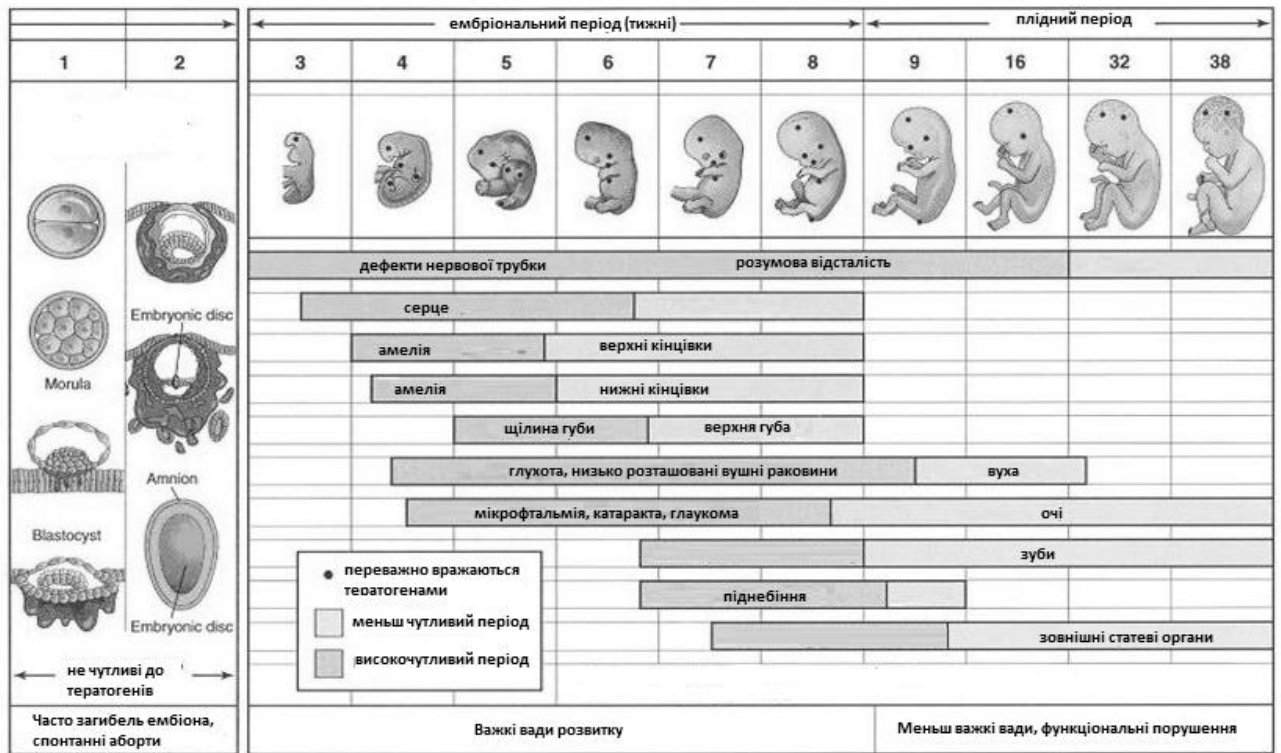 ембріональний період (тижні)
плідний період
1 2 3 4 5 6 7 8 9 16 32 38
дефекти нервової трубки
розумова відсталість
серце
Embryonic disc
амелія
верхні кінцівки
Morula
амелія
нижні кінцівки
щілина губи
верхня губа
глухота, низько розташовані вушні раковини
вуха
Amnion
мікрофтальмія, катаракта, глаукома
очі
Blastocyst
зуби
• переважно вражаються
тератогенами
піднебіння
меньш чутливий період
Embryonic disc
зовнішні статеві органи
високочутливий період
не чутливі до
тератогенів
Часто загибель ембіона,
спонтанні аборти
Важкі вади розвитку
Меньш важкі вади, функціональні порушення